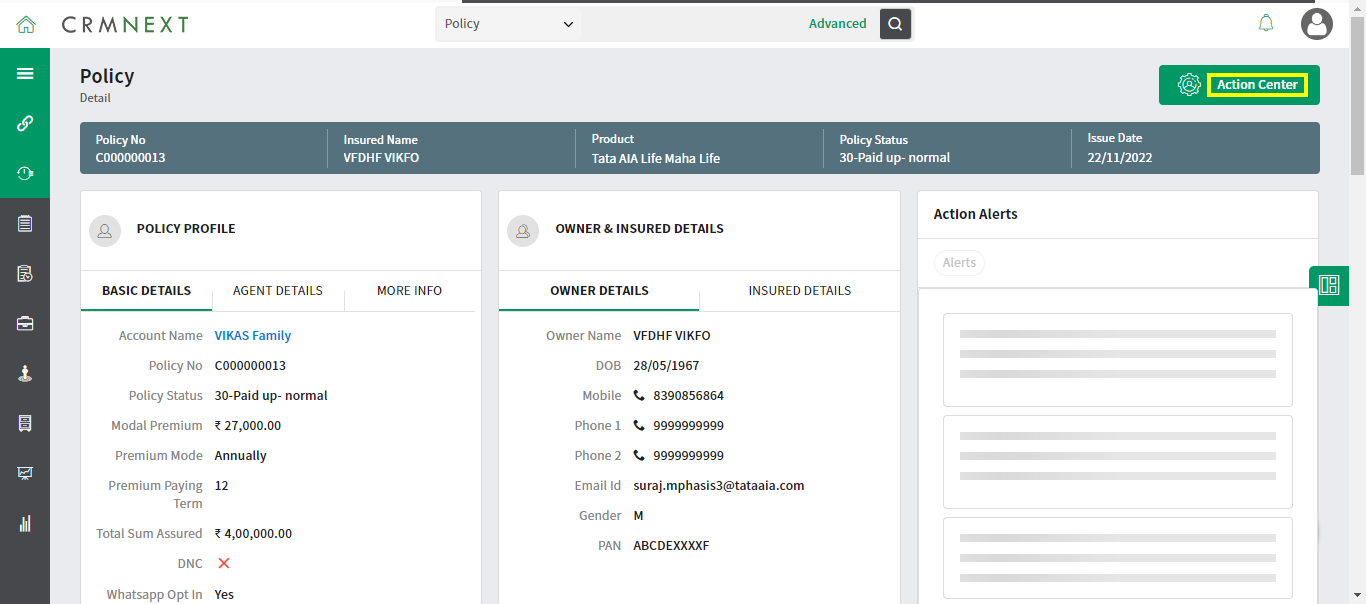 CRMNEXT
Policy
Advanced
Policy
Detail
Action Center
Policy No
C000000013
Insured Name
VFDHF VIKFO
Product
Tata AIA Life Maha Life
Policy Status
30-Paid up- normal
Issue Date
22/11/2022
POLICY PROFILE
BASIC DETAILS
AGENT DETAILS
MORE INFO
Account Name VIKAS Family
Policy No C000000013
Policy Status 30-Paid up- normal
Modal Premium ₹ 27,000.00
Premium Mode Annually
Premium Paying 12
Term
Total Sum Assured ₹ 4,00,000.00
DNC
Whatsapp Opt In Yes
OWNER & INSURED DETAILS
OWNER DETAILS
INSURED DETAILS
Owner Name VFDHF VIKFO
DOB 28/05/1967
Mobile 8390856864
Phone 1 9999999999
Phone 2 9999999999
Email Id suraj.mphasis3@tataaia.com
Gender M
PAN ABCDEXXXXF
Action Alerts
Alerts